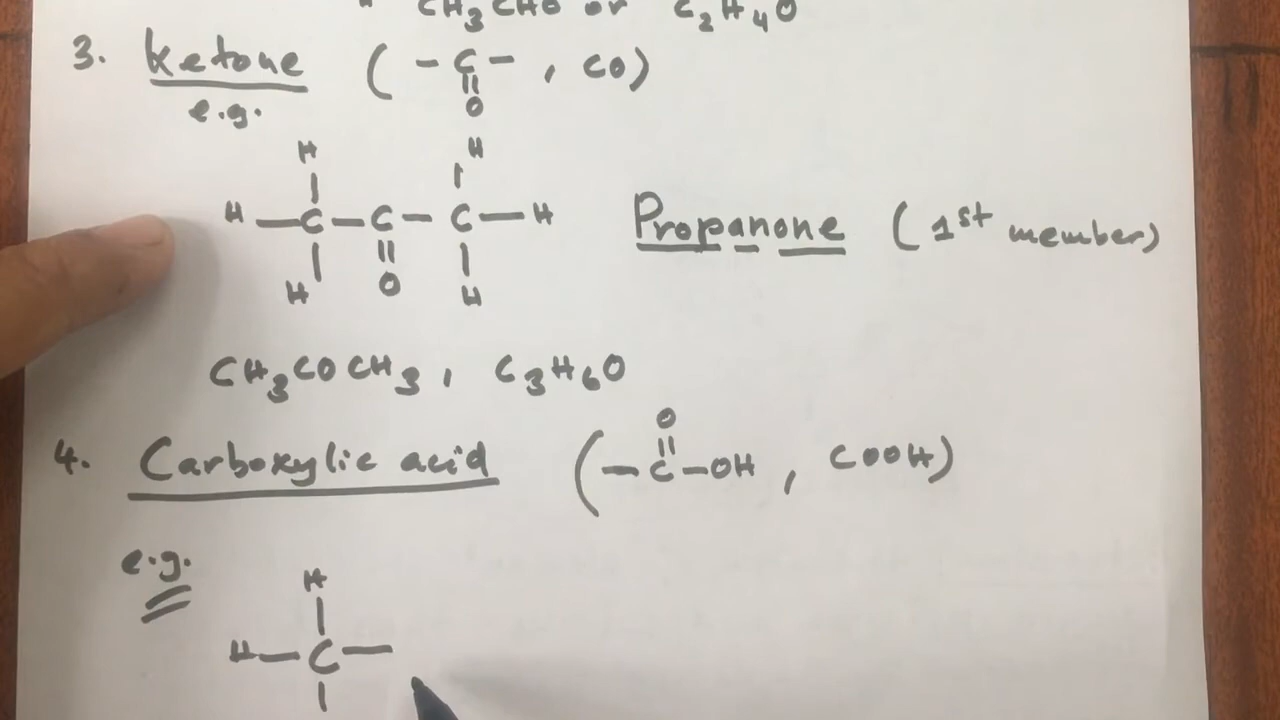 CH3CHO or C2H4O
3. Ketone ( - C - , CO)
||
O
e.g.
H H
| |
H — C — C — C — H
| || |
H O H
Propanone (1st member)
CH3COCH3, C3H6O
O
||
4. Carboxylic acid ( - C - OH , COOH)
e.g.
H
|
H — C —
|